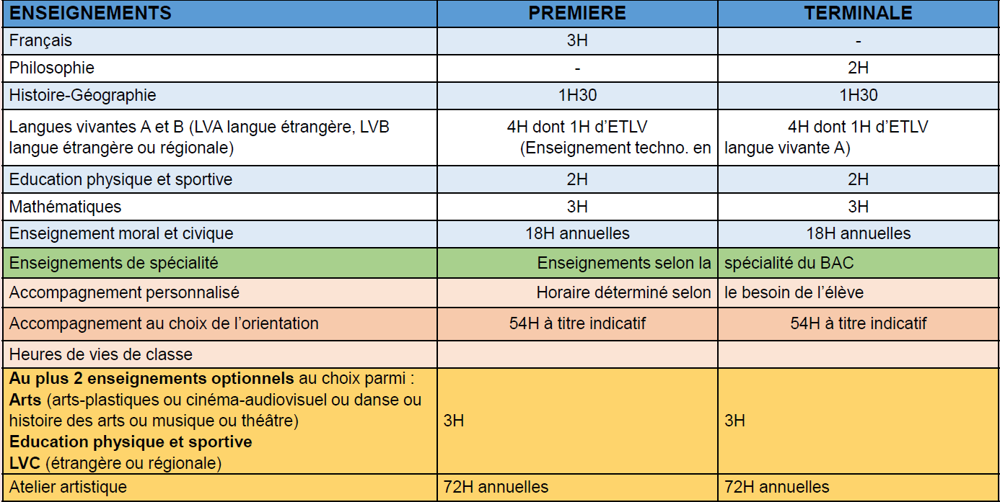 ENSEIGNEMENTS PREMIERE TERMINALE
Français 3H -
Philosophie - 2H
Histoire-Géographie 1H30 1H30
Langues vivantes A et B (LVA langue étrangère, LVB 4H dont 1H d'ETLV 4H dont 1H d'ETLV
langue étrangère ou régionale) (Enseignement techno. en langue vivante A)
Education physique et sportive 2H 2H
Mathématiques 3H 3H
Enseignement moral et civique 18H annuelles 18H annuelles
Enseignements de spécialité Enseignements selon la spécialité du BAC
Accompagnement personnalisé Horaire déterminé selon le besoin de l'élève
Accompagnement au choix de l'orientation 54H à titre indicatif 54H à titre indicatif
Heures de vies de classe
Au plus 2 enseignements optionnels au choix parmi :
Arts (arts-plastiques ou cinéma-audiovisuel ou danse ou
histoire des arts ou musique ou théâtre) 3H 3H
Education physique et sportive
LVC (étrangère ou régionale)
Atelier artistique 72H annuelles 72H annuelles